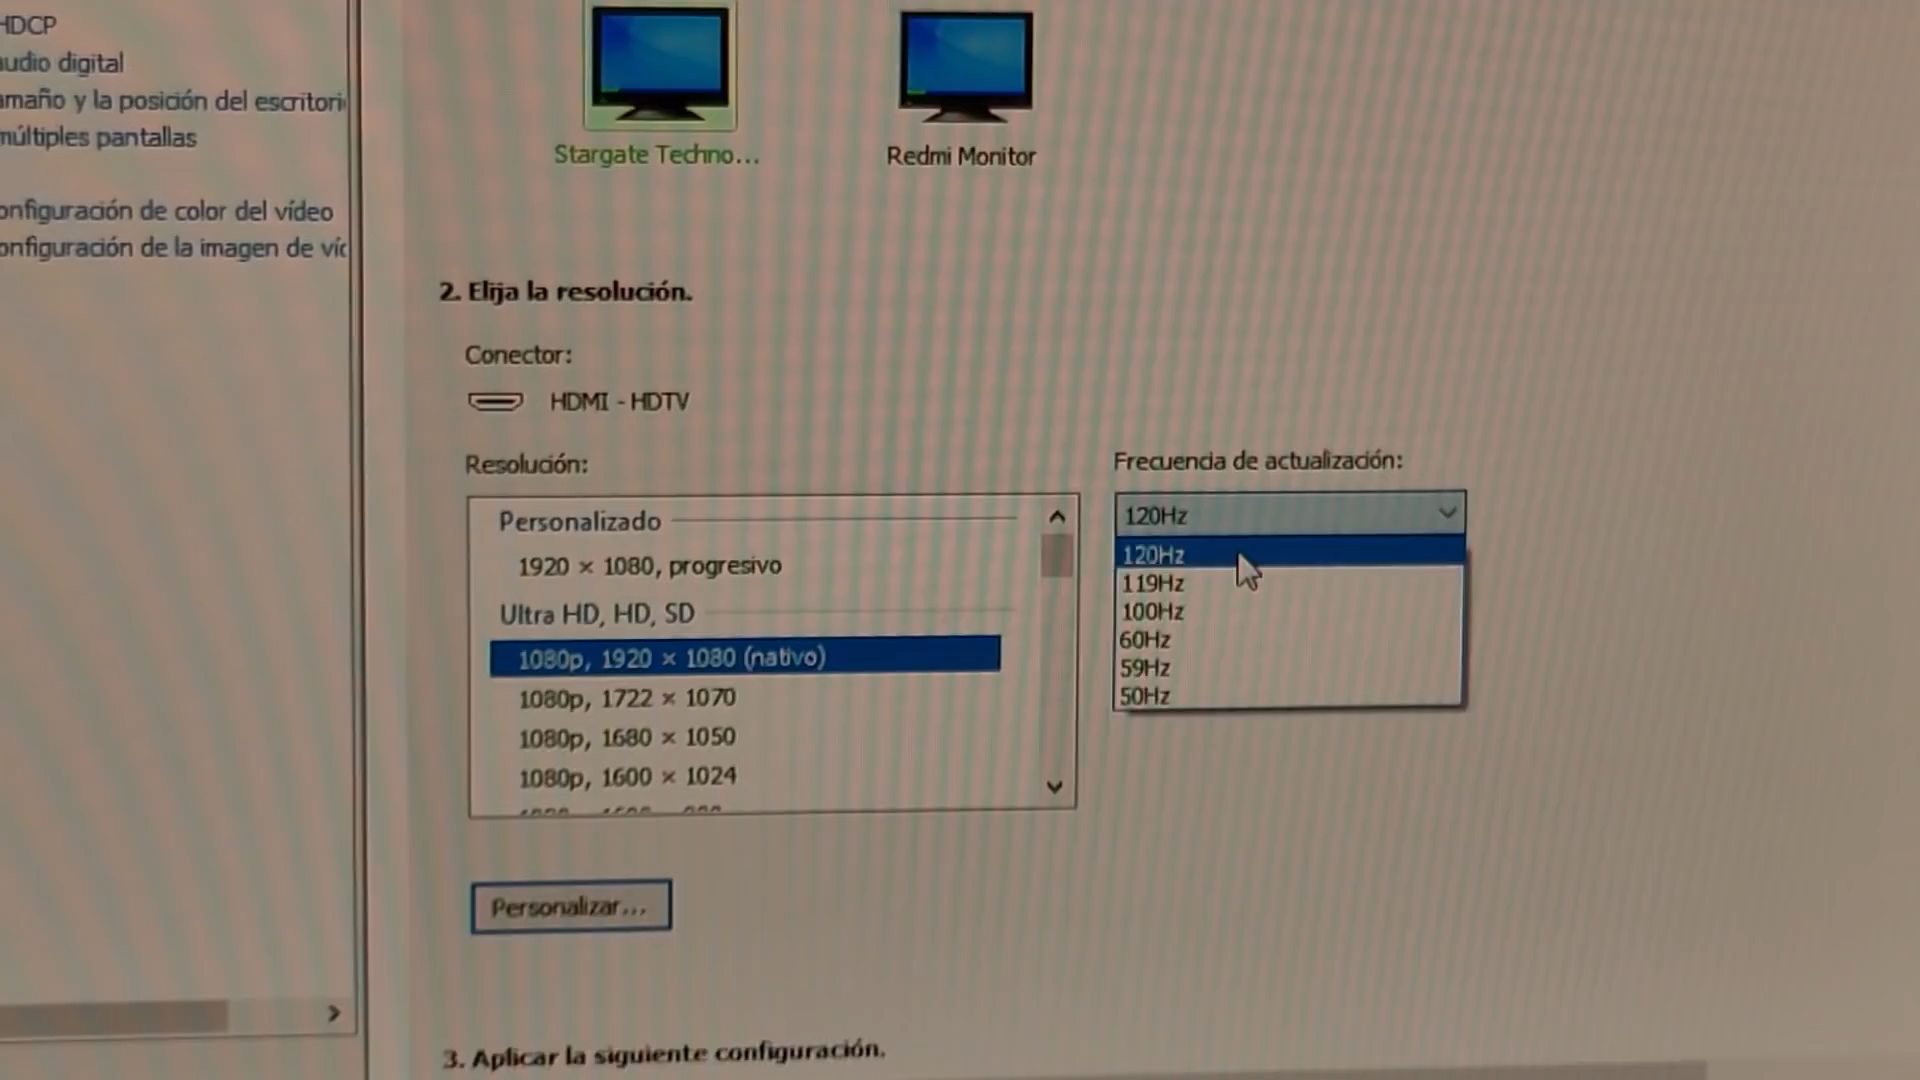 HDCP
audio digital
amaño y la posición del escritori
múltiples pantallas
onfiguración de color del vídeo
onfiguración de la imagen de víd
Stargate Techno...
Redmi Monitor
2. Elija la resolución.
Conector:
HDMI - HDTV
Resolución:
Frecuencia de actualización:
Personalizado
1920 × 1080, progresivo
Ultra HD, HD, SD
1080p, 1920 × 1080 (nativo)
1080p, 1722 × 1070
1080p, 1680 × 1050
1080p, 1600 × 1024
120Hz
120Hz
119Hz
100Hz
60Hz
59Hz
50Hz
Personalizar...
3. Aplicar la siguiente configuración.